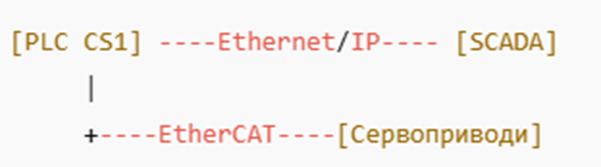 [PLC CS1] ----Ethernet/IP---- [SCADA]
|
+----EtherCAT----[Сервоприводи]